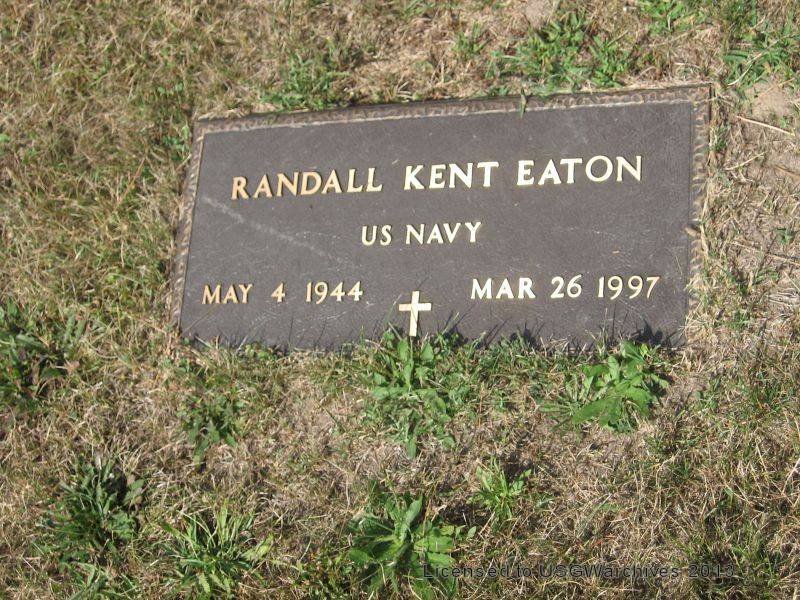 RANDALL KENT EATON
US NAVY
MAY 4 1944 MAR 26 1997
Licensed to USGWarchives 2013